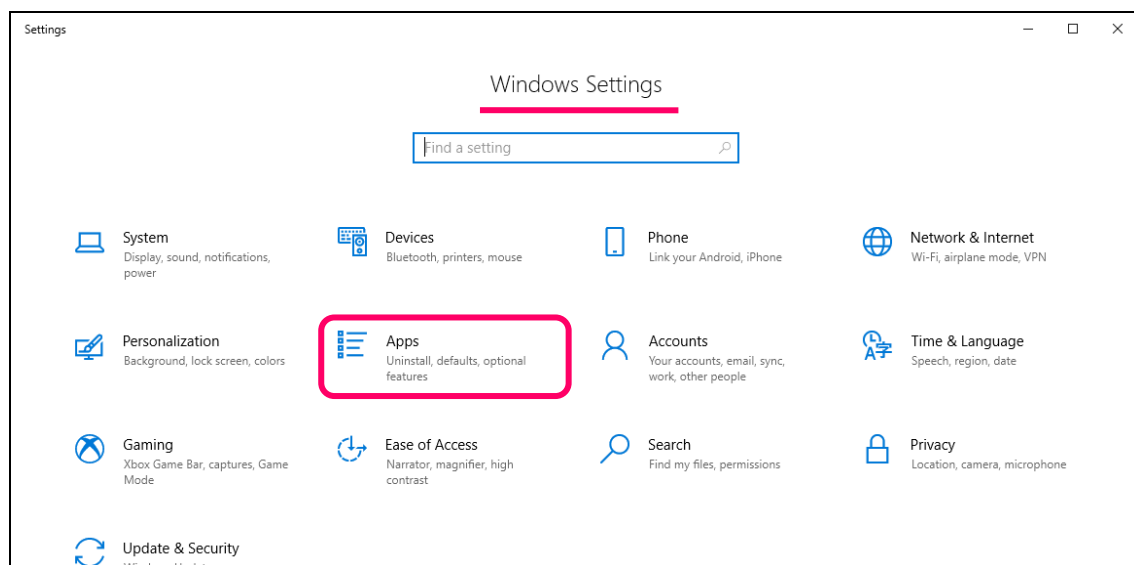 Settings
Windows Settings
Find a setting
System
Display, sound, notifications,
power
Devices
Bluetooth, printers, mouse
Phone
Link your Android, iPhone
Network & Internet
Wi-Fi, airplane mode, VPN
Personalization
Background, lock screen, colors
Apps
Uninstall, defaults, optional
features
Accounts
Your accounts, email, sync,
work, other people
Time & Language
Speech, region, date
Gaming
Xbox Game Bar, captures, Game
Mode
Ease of Access
Narrator, magnifier, high
contrast
Search
Find my files, permissions
Privacy
Location, camera, microphone
Update & Security